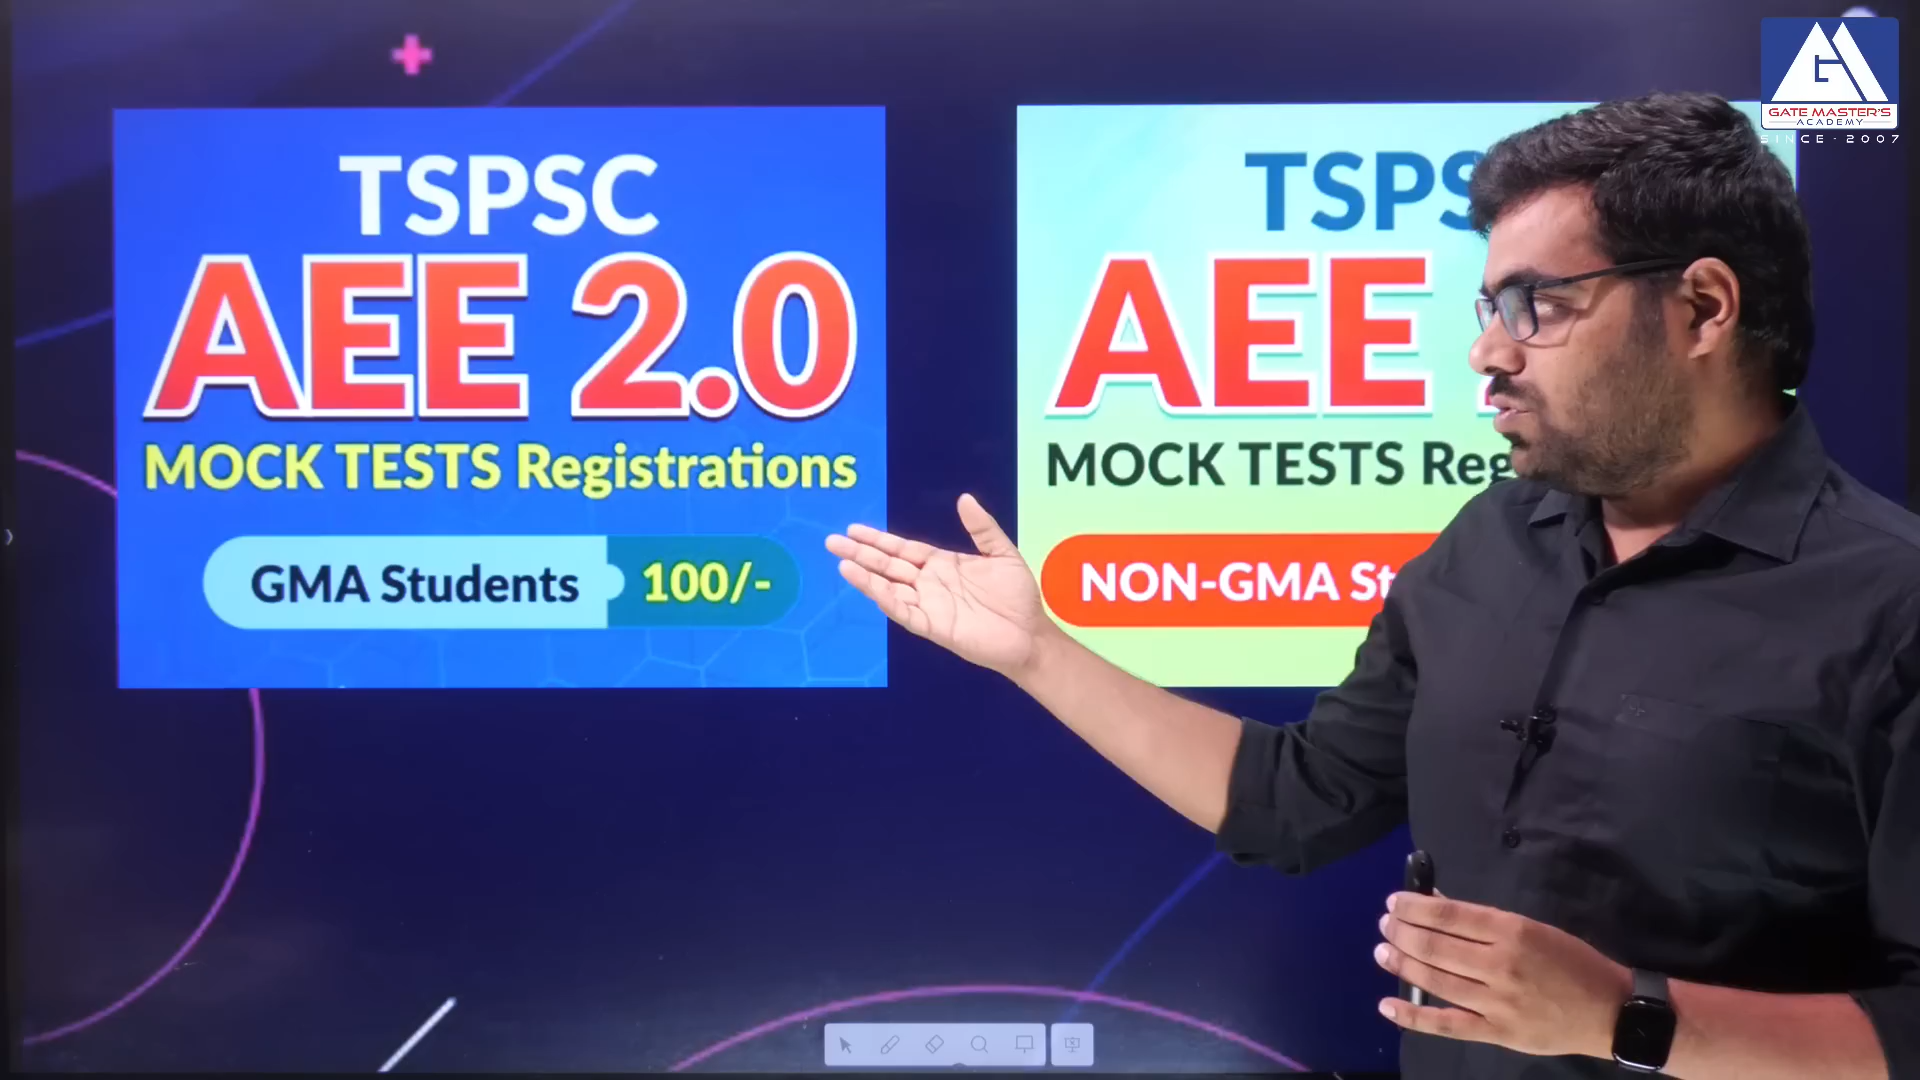 TSPSC
AEE 2.0
MOCK TESTS Registrations
GMA Students 100/-
TSPS
AEE
MOCK TESTS Reg
NON-GMA St
GATE MASTER'S
ACADEMY
SINCE-2007